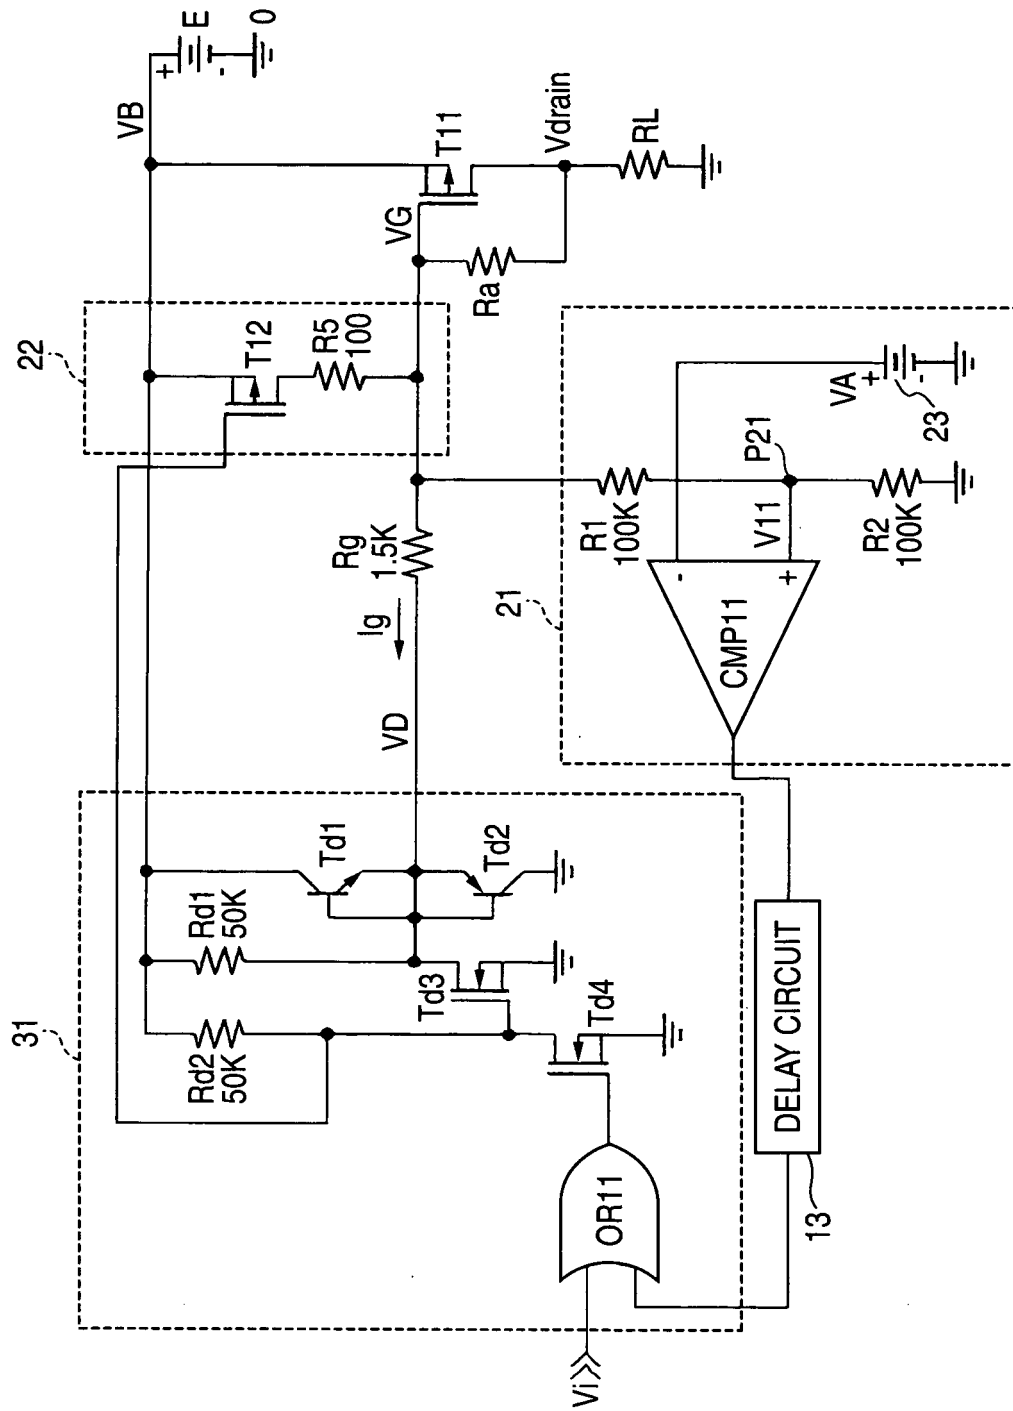 VB
+
E
-
0
22
T12
R5
100
VG
T11
Vdrain
Ra
RL
31
Rd2
50K
Rd1
50K
Td1
Td2
Td3
Td4
VD
Ig
Rg
1.5K
21
R1
100K
P21
V11
R2
100K
VA
+
-
23
-
+
CMP11
OR11
Vi
DELAY CIRCUIT
13